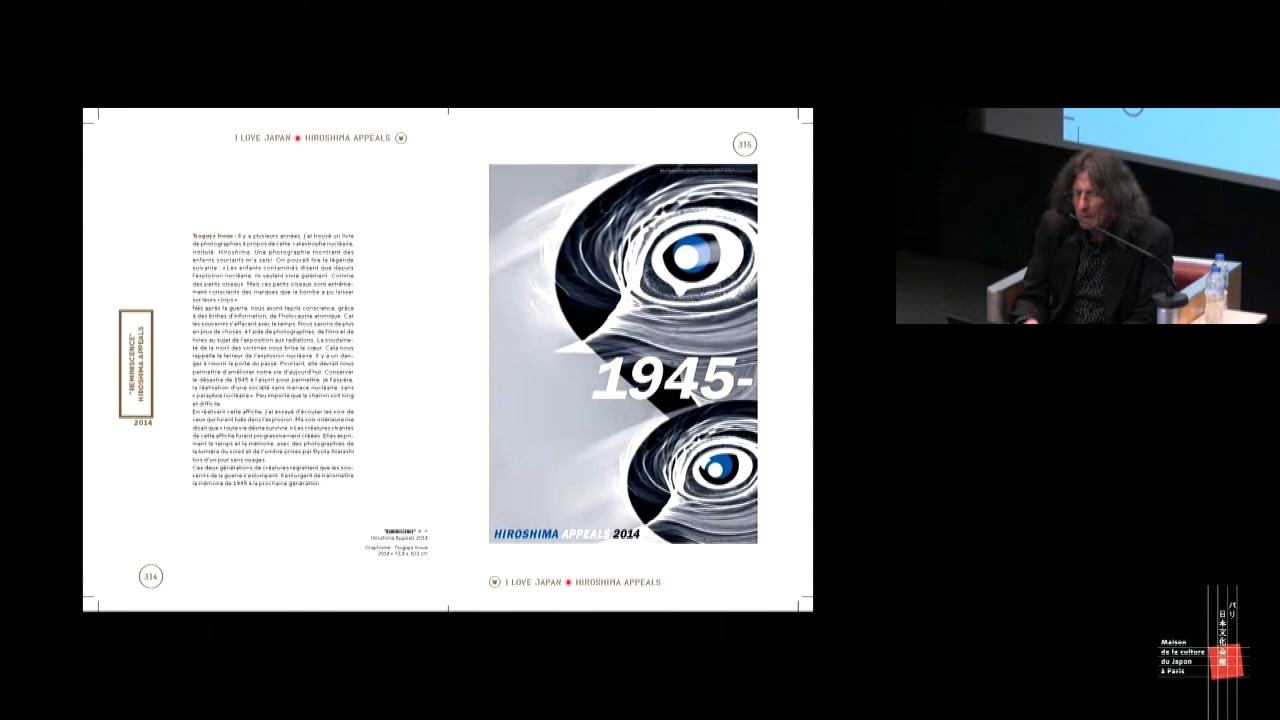 I LOVE JAPAN HIROSHIMA APPEALS
315
Tsuguya Inoue : Il y a plusieurs années, j'ai trouvé un livre
de photographies à propos de cette catastrophe nucléaire,
intitulé Hiroshima. Une photographie montrant des
enfants souriants m'a saisi. On pouvait lire la légende
suivante : « Les enfants contaminés disent que depuis
l'explosion nucléaire, ils veulent vivre gaiement. Comme
des petits oiseaux. Mais ces petits oiseaux sont extrême-
ment conscients des marques que la bombe a pu laisser
sur leurs corps ».
Nés après la guerre, nous avons repris conscience, grâce
à des bribes d'information, de l'holocauste atomique. Car
les souvenirs s'effacent avec le temps. Nous savons de plus
en plus de choses, à l'aide de photographies, de films et de
livres au sujet de l'exposition aux radiations. La soudaine-
té de la mort des victimes nous brise le cœur. Cela nous
rappelle la terreur de l'explosion nucléaire. Il y a un dan-
ger à rouvrir la porte du passé. Pourtant, elle devrait nous
permettre d'améliorer notre vie d'aujourd'hui. Conserver
le désastre de 1945 à l'esprit pour permettre, je l'espère,
la réalisation d'une société sans menace nucléaire, sans
« parapluie nucléaire ». Peu importe que le chemin soit long
et difficile.
En réalisant cette affiche, j'ai essayé d'écouter les voix de
ceux qui furent tués dans l'explosion. Ma voix intérieure me
disait que « toute vie désire survivre ». Les créatures vivantes
de cette affiche furent progressivement créées. Elles expri-
ment le temps et la mémoire, avec des photographies de
la lumière du soleil et de l'ombre prises par Ryota Atarashi
lors d'un jour sans nuages.
Ces deux générations de créatures regrettent que les sou-
venirs de la guerre s'estompent. Il est urgent de transmettre
la mémoire de 1945 à la prochaine génération.
"REMINISCENCE"
HIROSHIMA APPEALS
2014
1945-
HIROSHIMA APPEALS 2014
"REMINISCENCE"
Hiroshima Appeals 2014
Graphisme : Tsuguya Inoue
2014 • 72,8 x 103 cm
314
I LOVE JAPAN HIROSHIMA APPEALS
パリ
日本文化会館
Maison
de la culture
du Japon
à Paris